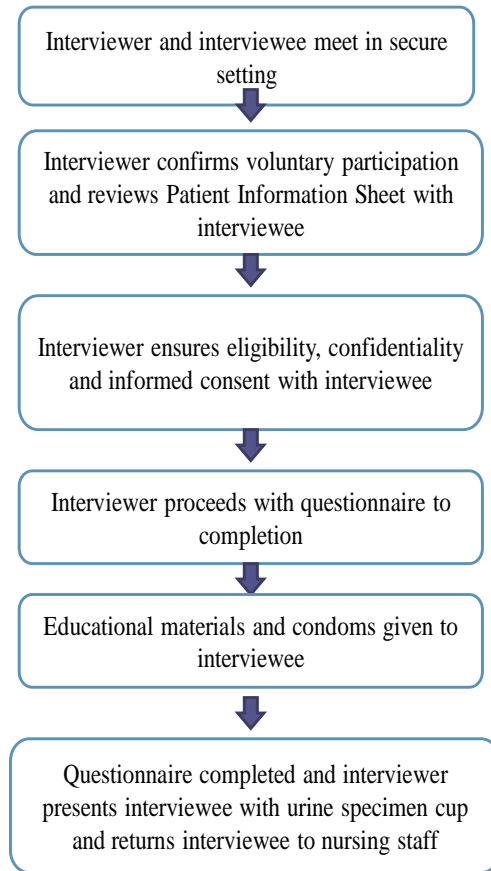 Interviewer and interviewee meet in secure
setting
Interviewer confirms voluntary participation
and reviews Patient Information Sheet with
interviewee
Interviewer ensures eligibility, confidentiality
and informed consent with interviewee
Interviewer proceeds with questionnaire to
completion
Educational materials and condoms given to
interviewee
Questionnaire completed and interviewer
presents interviewee with urine specimen cup
and returns interviewee to nursing staff